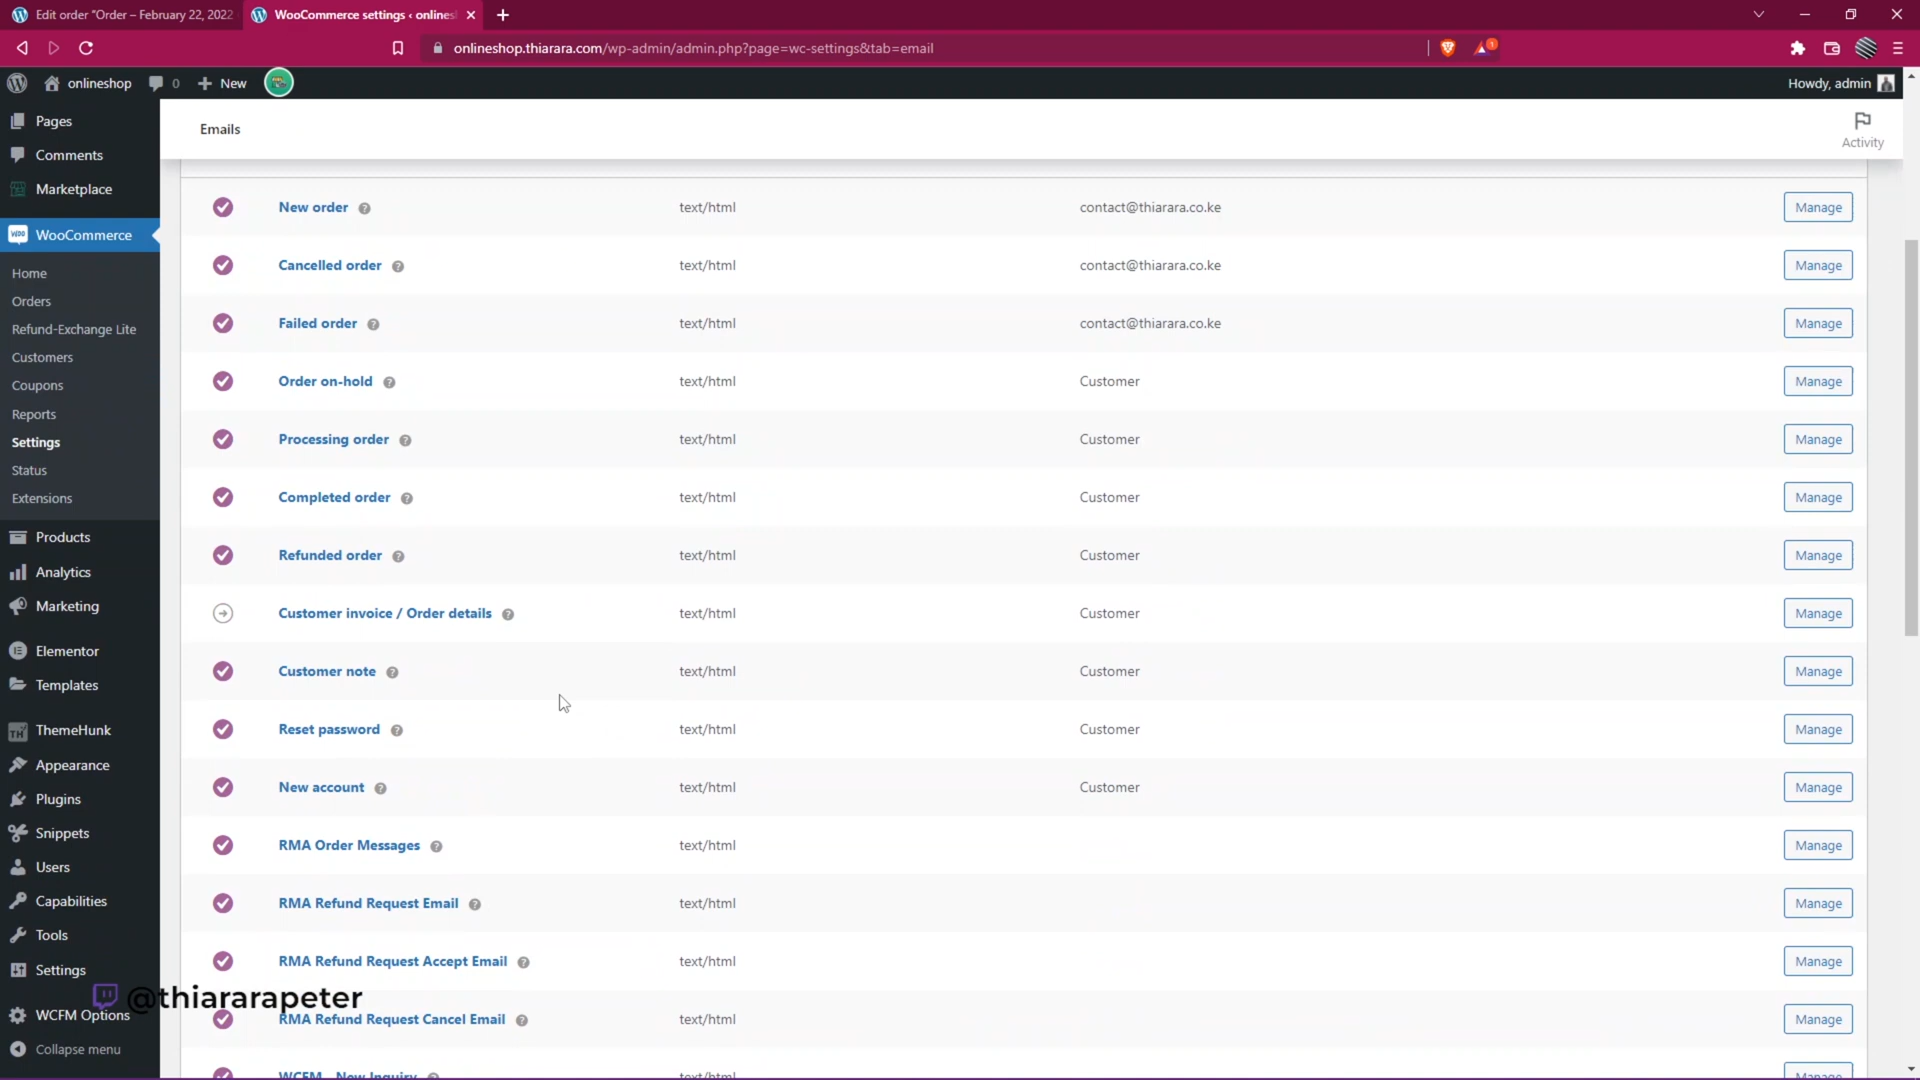 Edit order "Order – February 22, 2022
WooCommerce settings ‹ onlines
onlineshop.thiarara.com/wp-admin/admin.php?page=wc-settings&tab=email
1
onlineshop
0
New
Howdy, admin
Pages
Comments
Marketplace
WooCommerce
Home
Orders
Refund-Exchange Lite
Customers
Coupons
Reports
Settings
Status
Extensions
Products
Analytics
Marketing
Elementor
Templates
ThemeHunk
Appearance
Plugins
Snippets
Users
Capabilities
Tools
Settings
WCFM Options
Collapse menu
Emails
Activity
New order text/html contact@thiarara.co.ke Manage
Cancelled order text/html contact@thiarara.co.ke Manage
Failed order text/html contact@thiarara.co.ke Manage
Order on-hold text/html Customer Manage
Processing order text/html Customer Manage
Completed order text/html Customer Manage
Refunded order text/html Customer Manage
Customer invoice / Order details text/html Customer Manage
Customer note text/html Customer Manage
Reset password text/html Customer Manage
New account text/html Customer Manage
RMA Order Messages text/html Manage
RMA Refund Request Email text/html Manage
RMA Refund Request Accept Email text/html Manage
RMA Refund Request Cancel Email text/html Manage
WCFM - New Inquiry text/html Manage
@thiararapeter